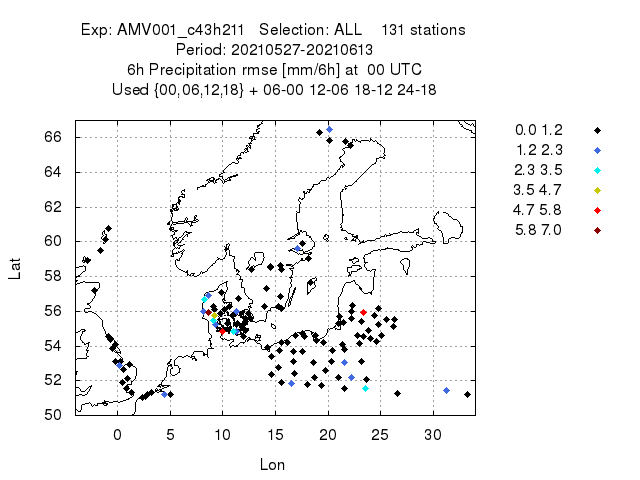 Exp: AMV001_c43h211 Selection: ALL 131 stations
Period: 20210527-20210613
6h Precipitation rmse [mm/6h] at 00 UTC
Used {00,06,12,18} + 06-00 12-06 18-12 24-18
66
64
62
60
58
56
54
52
50
Lat
0 5 10 15 20 25 30
Lon
0.0 1.2
1.2 2.3
2.3 3.5
3.5 4.7
4.7 5.8
5.8 7.0